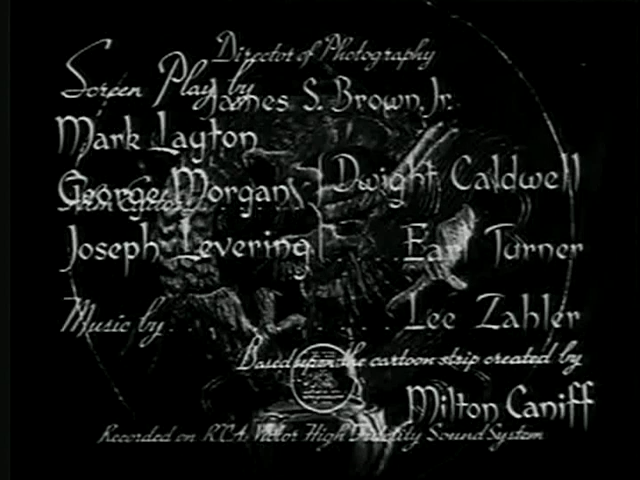 Director of Photography
Screen Play by
James S. Brown, Jr.
Mark Layton
George Morgan
Dwight Caldwell
Film Editors
Joseph Levering
Earl Turner
Music by . . . . . . . . . Lee Zahler
Based upon the cartoon strip created by
Milton Caniff
Recorded on RCA Victor High Fidelity Sound System